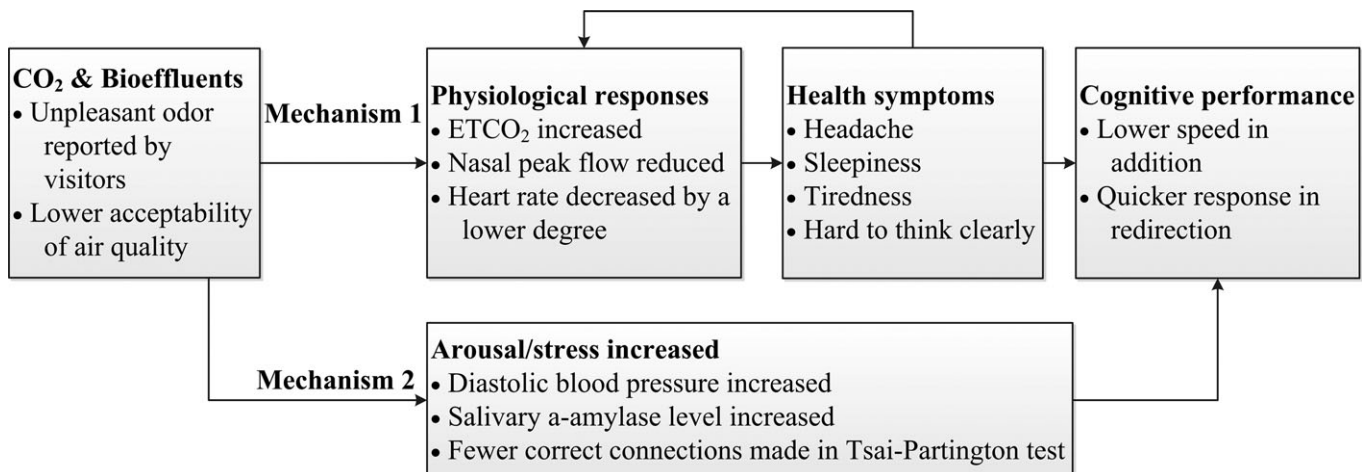 CO₂ & Bioeffluents
• Unpleasant odor
reported by
visitors
• Lower acceptability
of air quality
Mechanism 1
Physiological responses
• ETCO₂ increased
• Nasal peak flow reduced
• Heart rate decreased by a
lower degree
Health symptoms
• Headache
• Sleepiness
• Tiredness
• Hard to think clearly
Cognitive performance
• Lower speed in
addition
• Quicker response in
redirection
Mechanism 2
Arousal/stress increased
• Diastolic blood pressure increased
• Salivary a-amylase level increased
• Fewer correct connections made in Tsai-Partington test